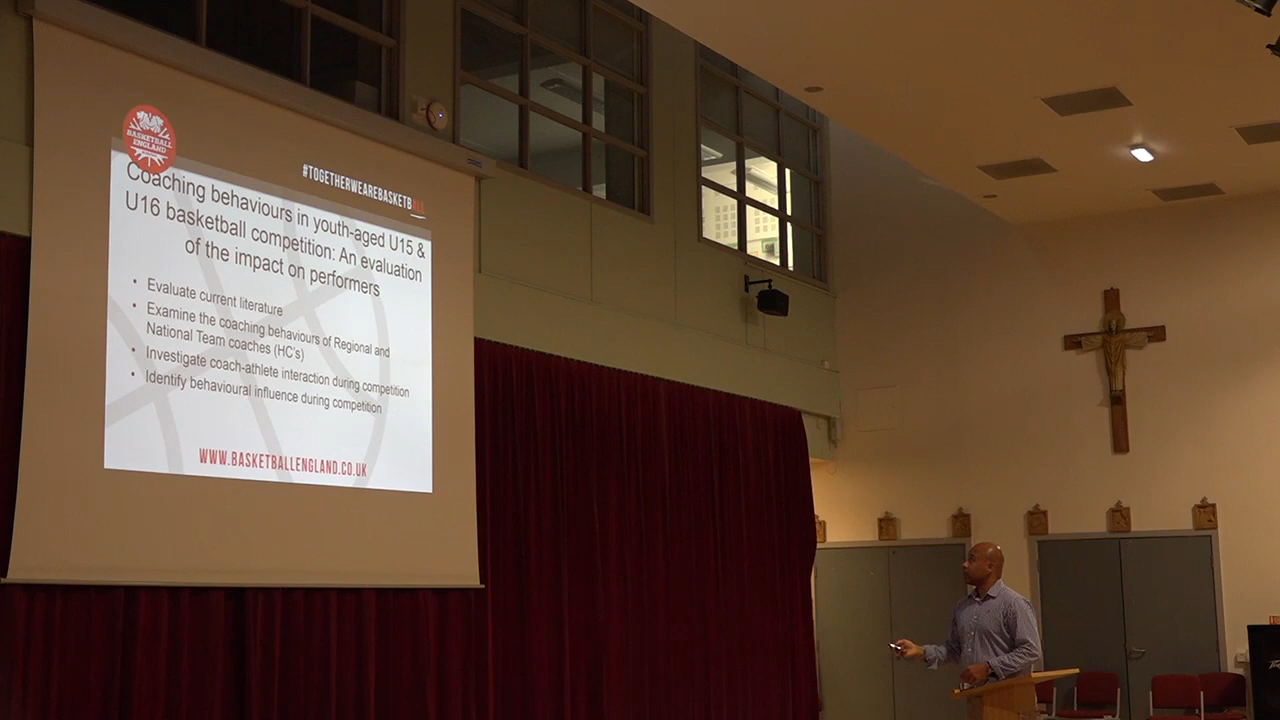 BASKETBALL
ENGLAND
#TOGETHERWEAREBASKETBALL
Coaching behaviours in youth-aged U15 &
U16 basketball competition: An evaluation
of the impact on performers
• Evaluate current literature
• Examine the coaching behaviours of Regional and
National Team coaches (HC's)
• Investigate coach-athlete interaction during competition
• Identify behavioural influence during competition
WWW.BASKETBALLENGLAND.CO.UK